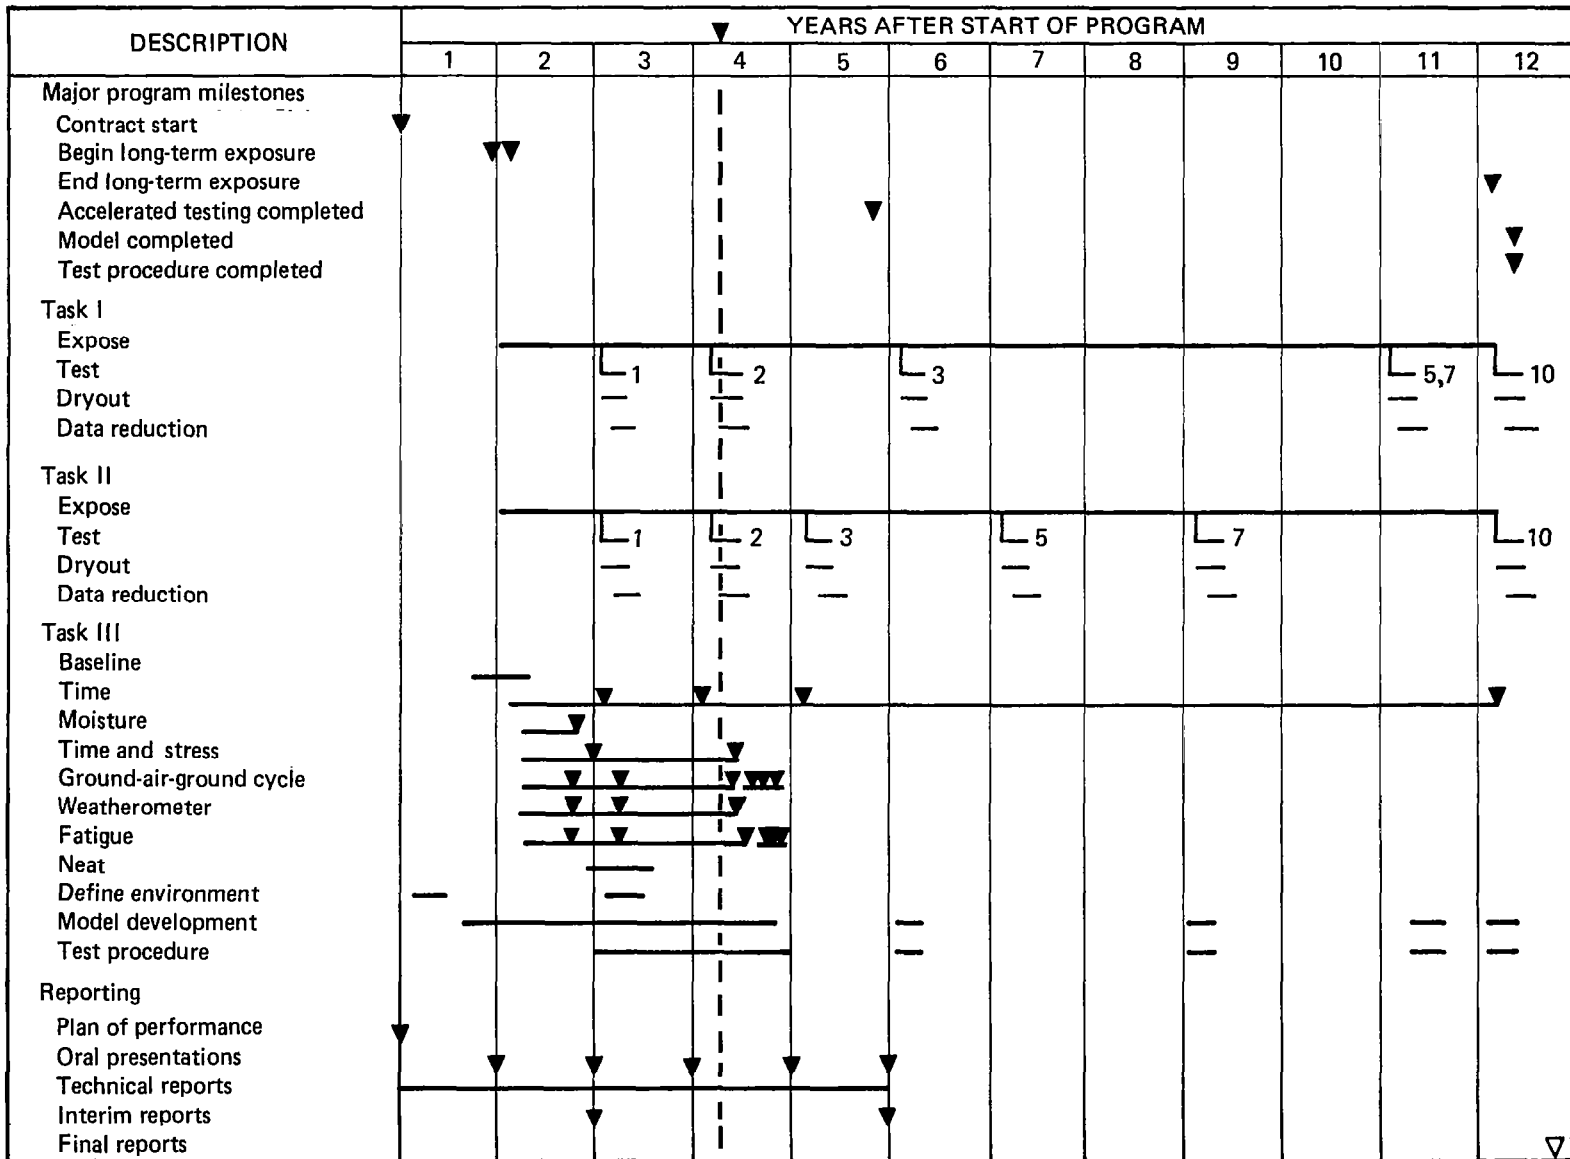 DESCRIPTION
YEARS AFTER START OF PROGRAM
1 2 3 4 5 6 7 8 9 10 11 12
Major program milestones
Contract start
Begin long-term exposure
End long-term exposure
Accelerated testing completed
Model completed
Test procedure completed
Task I
Expose
Test 1 2 3 5,7 10
Dryout
Data reduction
Task II
Expose
Test 1 2 3 5 7 10
Dryout
Data reduction
Task III
Baseline
Time
Moisture
Time and stress
Ground-air-ground cycle
Weatherometer
Fatigue
Neat
Define environment
Model development
Test procedure
Reporting
Plan of performance
Oral presentations
Technical reports
Interim reports
Final reports